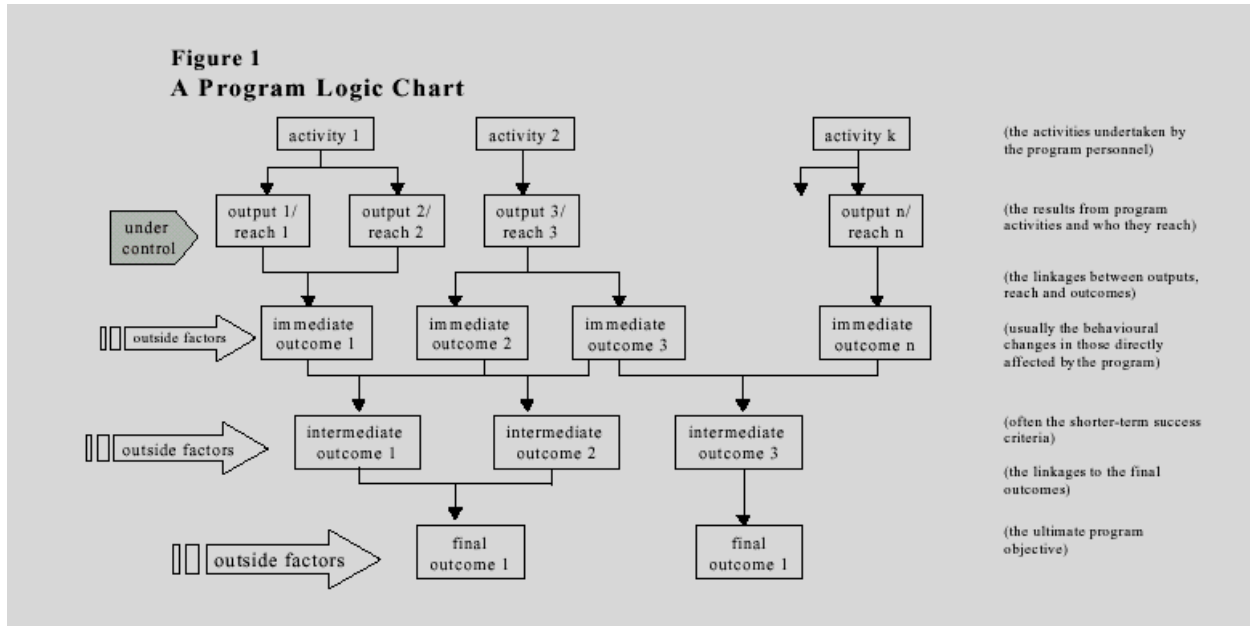 Figure 1
A Program Logic Chart
activity 1
activity 2
activity k
(the activities undertaken by
the program personnel)
under
control
output 1/
reach 1
output 2/
reach 2
output 3/
reach 3
output n/
reach n
(the results from program
activities and who they reach)
(the linkages between outputs,
reach and outcomes)
outside factors
immediate
outcome 1
immediate
outcome 2
immediate
outcome 3
immediate
outcome n
(usually the behavioural
changes in those directly
affected by the program)
outside factors
intermediate
outcome 1
intermediate
outcome 2
intermediate
outcome 3
(often the shorter-term success
criteria)
(the linkages to the final
outcomes)
outside factors
final
outcome 1
final
outcome 1
(the ultimate program
objective)